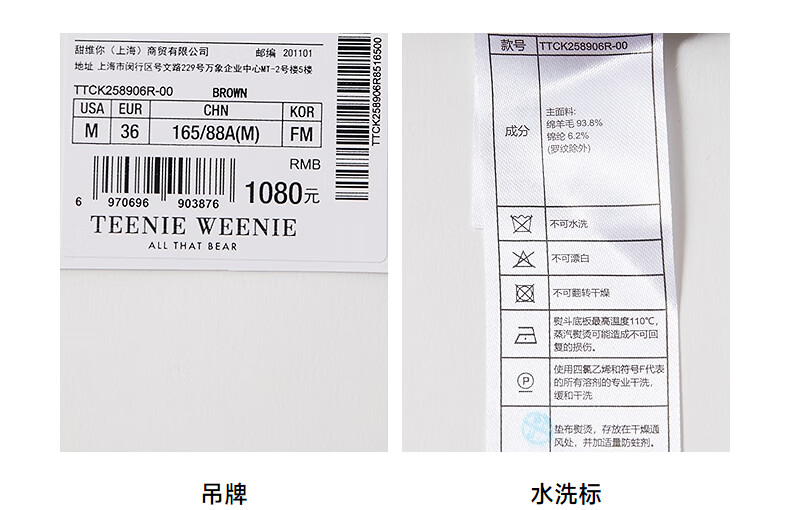 甜维你（上海）商贸有限公司 邮编 201101
地址 上海市闵行区号文路229号万象企业中心MT-2号楼5楼
TTCK258906R-00 BROWN
USA EUR CHN KOR
M 36 165/88A(M) FM
RMB
6 970696 903876 1080元
TEENIE WEENIE
ALL THAT BEAR
TTCK258906R8516500
款号 TTCK258906R-00
成分
主面料:
绵羊毛 93.8%
锦纶 6.2%
(罗纹除外)
不可水洗
不可漂白
不可翻转干燥
熨斗底板最高温度110℃，
蒸汽熨烫可能造成不可回
复的损伤。
P
使用四氯乙烯和符号F代表
的所有溶剂的专业干洗，
缓和干洗
垫布熨烫，存放在干燥通
风处，并加适量防蛀剂。
吊牌
水洗标